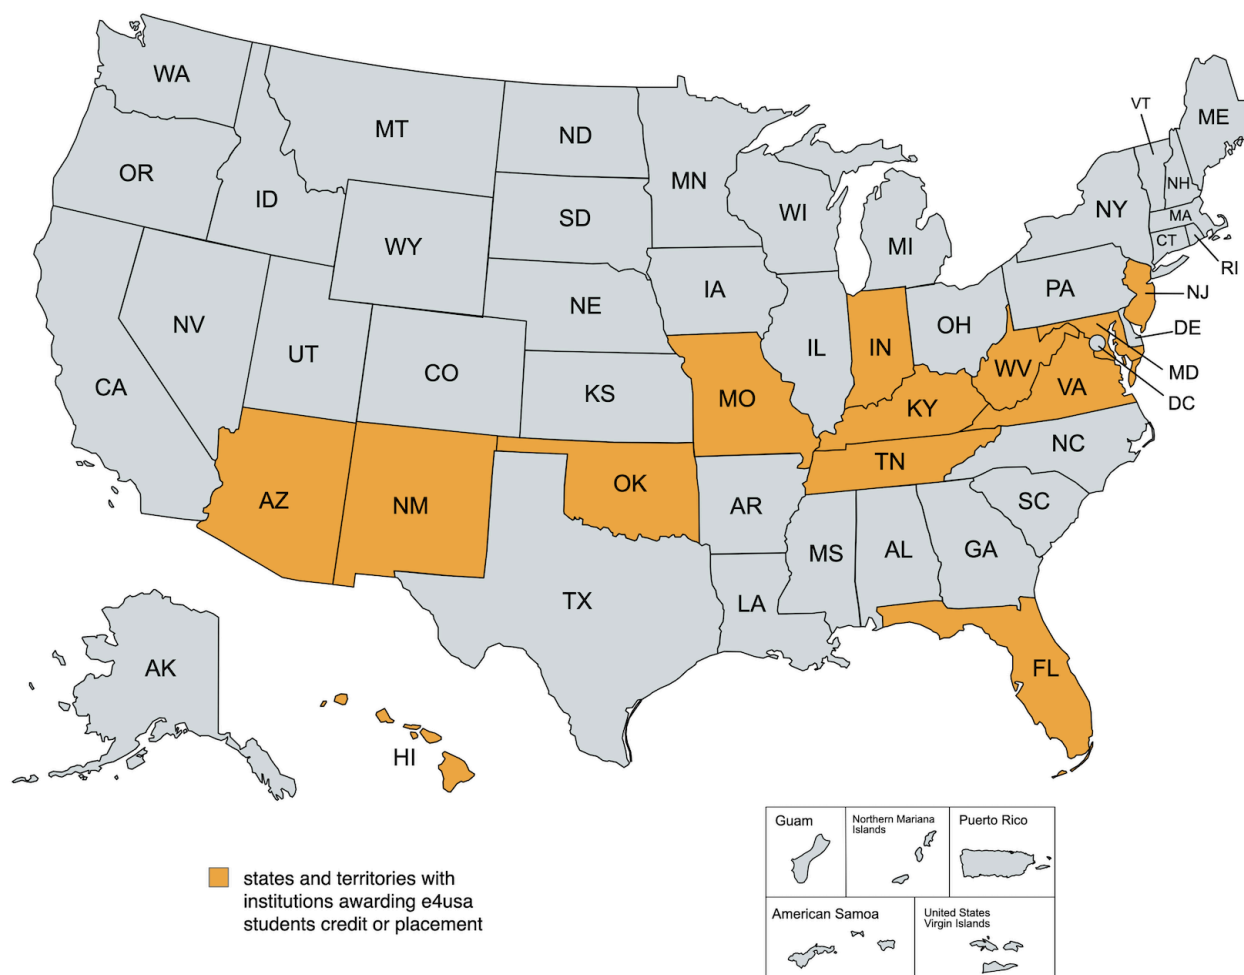 WA
MT
ND
MN
VT
ME
OR
ID
SD
WI
NH
NY
MA
WY
MI
CT
RI
IA
PA
NE
NJ
NV
OH
DE
UT
IL
IN
CO
WV
MD
CA
KS
MO
KY
VA
DC
NC
TN
OK
AZ
NM
AR
SC
MS
AL
GA
TX
LA
AK
FL
HI
Guam
Northern Mariana
Islands
Puerto Rico
American Samoa
United States
Virgin Islands
states and territories with
institutions awarding e4usa
students credit or placement